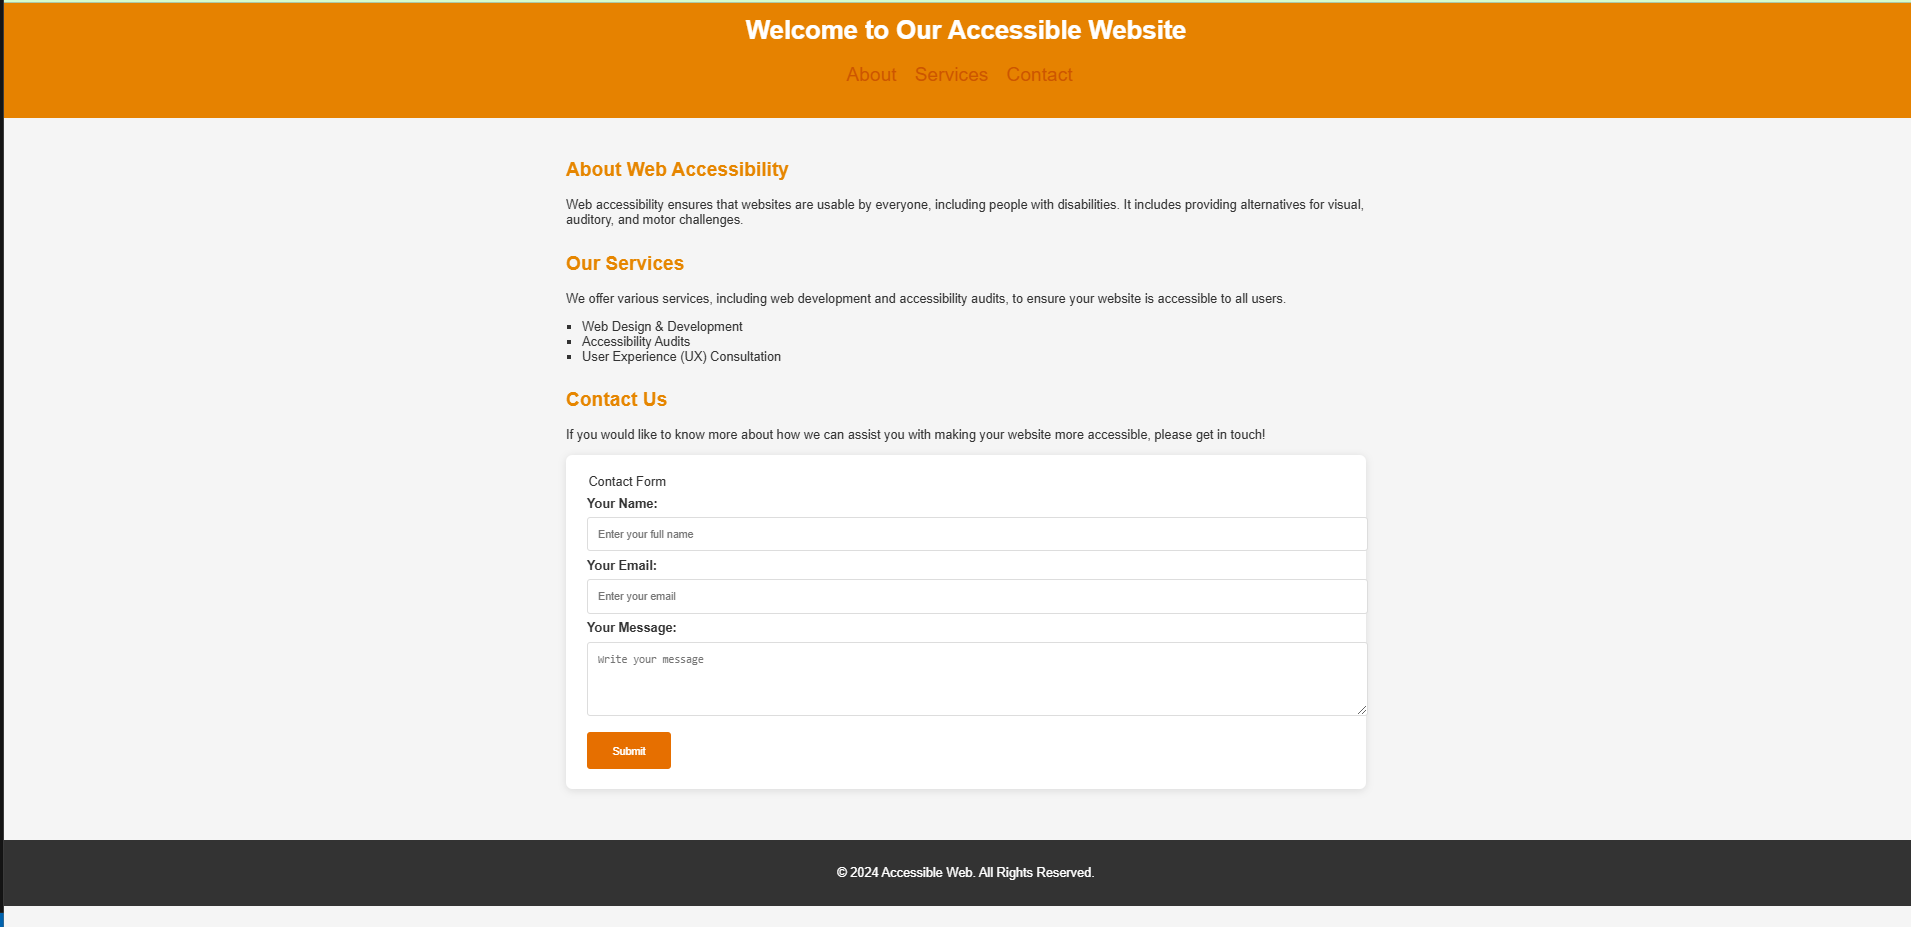 Welcome to Our Accessible Website
About Services Contact
About Web Accessibility
Web accessibility ensures that websites are usable by everyone, including people with disabilities. It includes providing alternatives for visual,
auditory, and motor challenges.
Our Services
We offer various services, including web development and accessibility audits, to ensure your website is accessible to all users.
Web Design & Development
Accessibility Audits
User Experience (UX) Consultation
Contact Us
If you would like to know more about how we can assist you with making your website more accessible, please get in touch!
Contact Form
Your Name:
Enter your full name
Your Email:
Enter your email
Your Message:
Write your message
Submit
© 2024 Accessible Web. All Rights Reserved.